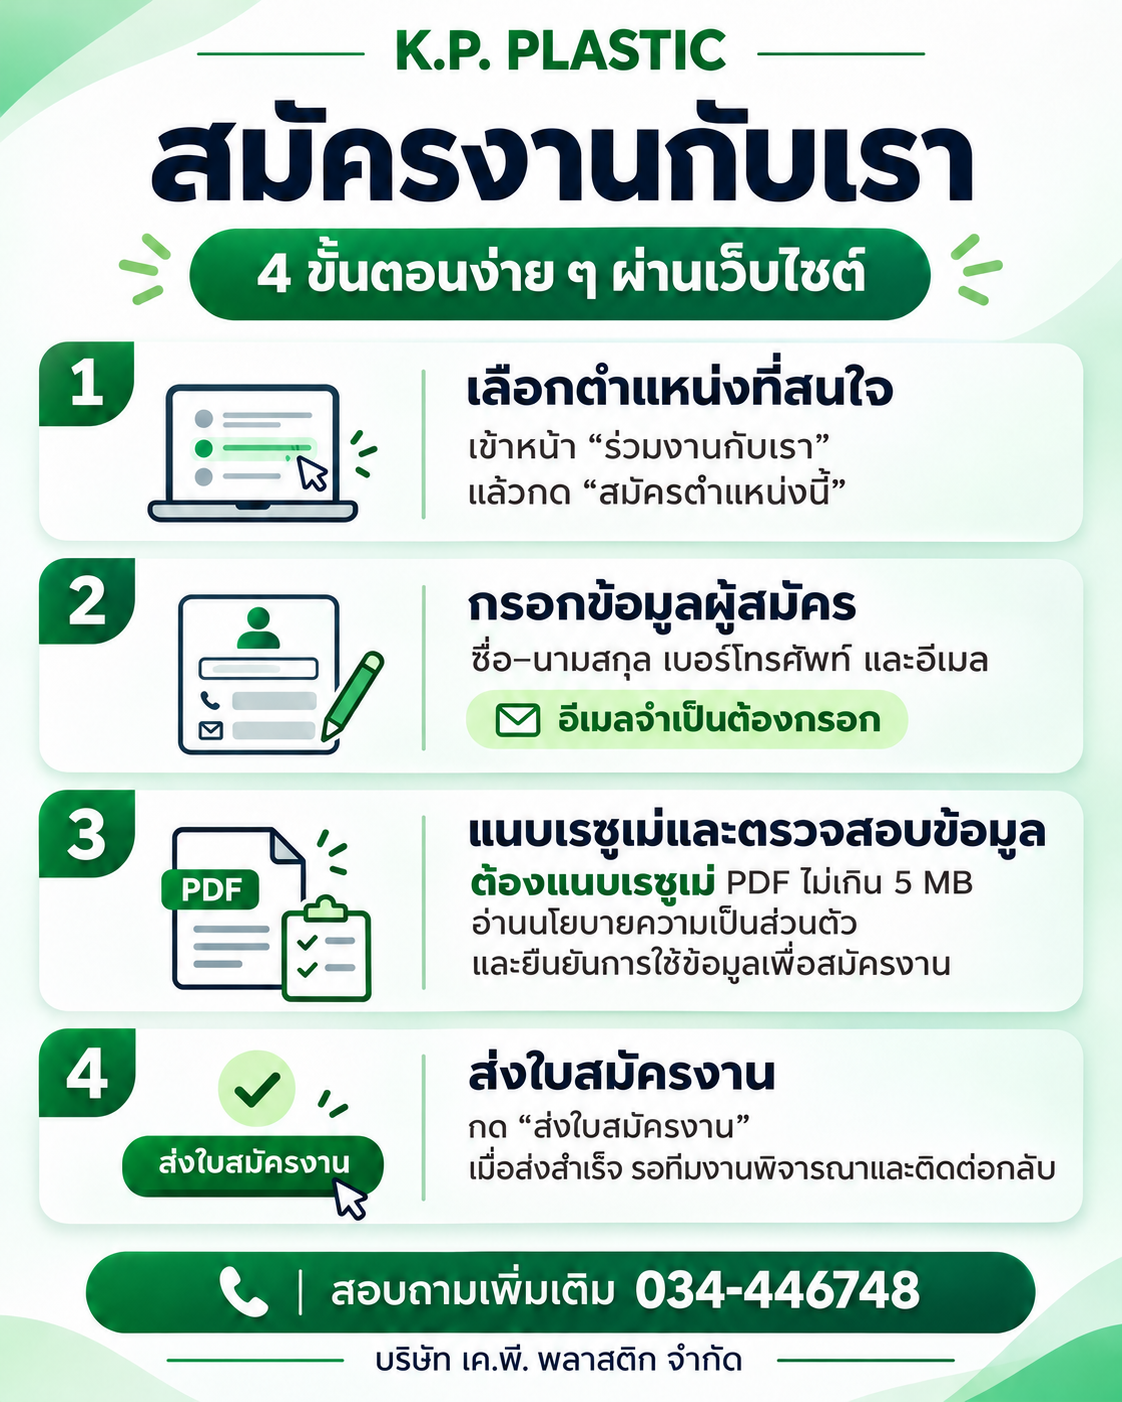 K.P. PLASTIC
สมัครงานกับเรา
4 ขั้นตอนง่าย ๆ ผ่านเว็บไซต์
1
เลือกตำแหน่งที่สนใจ
เข้าหน้า “ร่วมงานกับเรา”
แล้วกด “สมัครตำแหน่งนี้”
2
กรอกข้อมูลผู้สมัคร
ชื่อ–นามสกุล เบอร์โทรศัพท์ และอีเมล
อีเมลจำเป็นต้องกรอก
3
PDF
แนบเรซูเม่และตรวจสอบข้อมูล
ต้องแนบเรซูเม่ PDF ไม่เกิน 5 MB
อ่านนโยบายความเป็นส่วนตัว
และยืนยันการใช้ข้อมูลเพื่อสมัครงาน
4
ส่งใบสมัครงาน
ส่งใบสมัครงาน
กด “ส่งใบสมัครงาน”
เมื่อส่งสำเร็จ รอทีมงานพิจารณาและติดต่อกลับ
สอบถามเพิ่มเติม 034-446748
บริษัท เค.พี. พลาสติก จำกัด